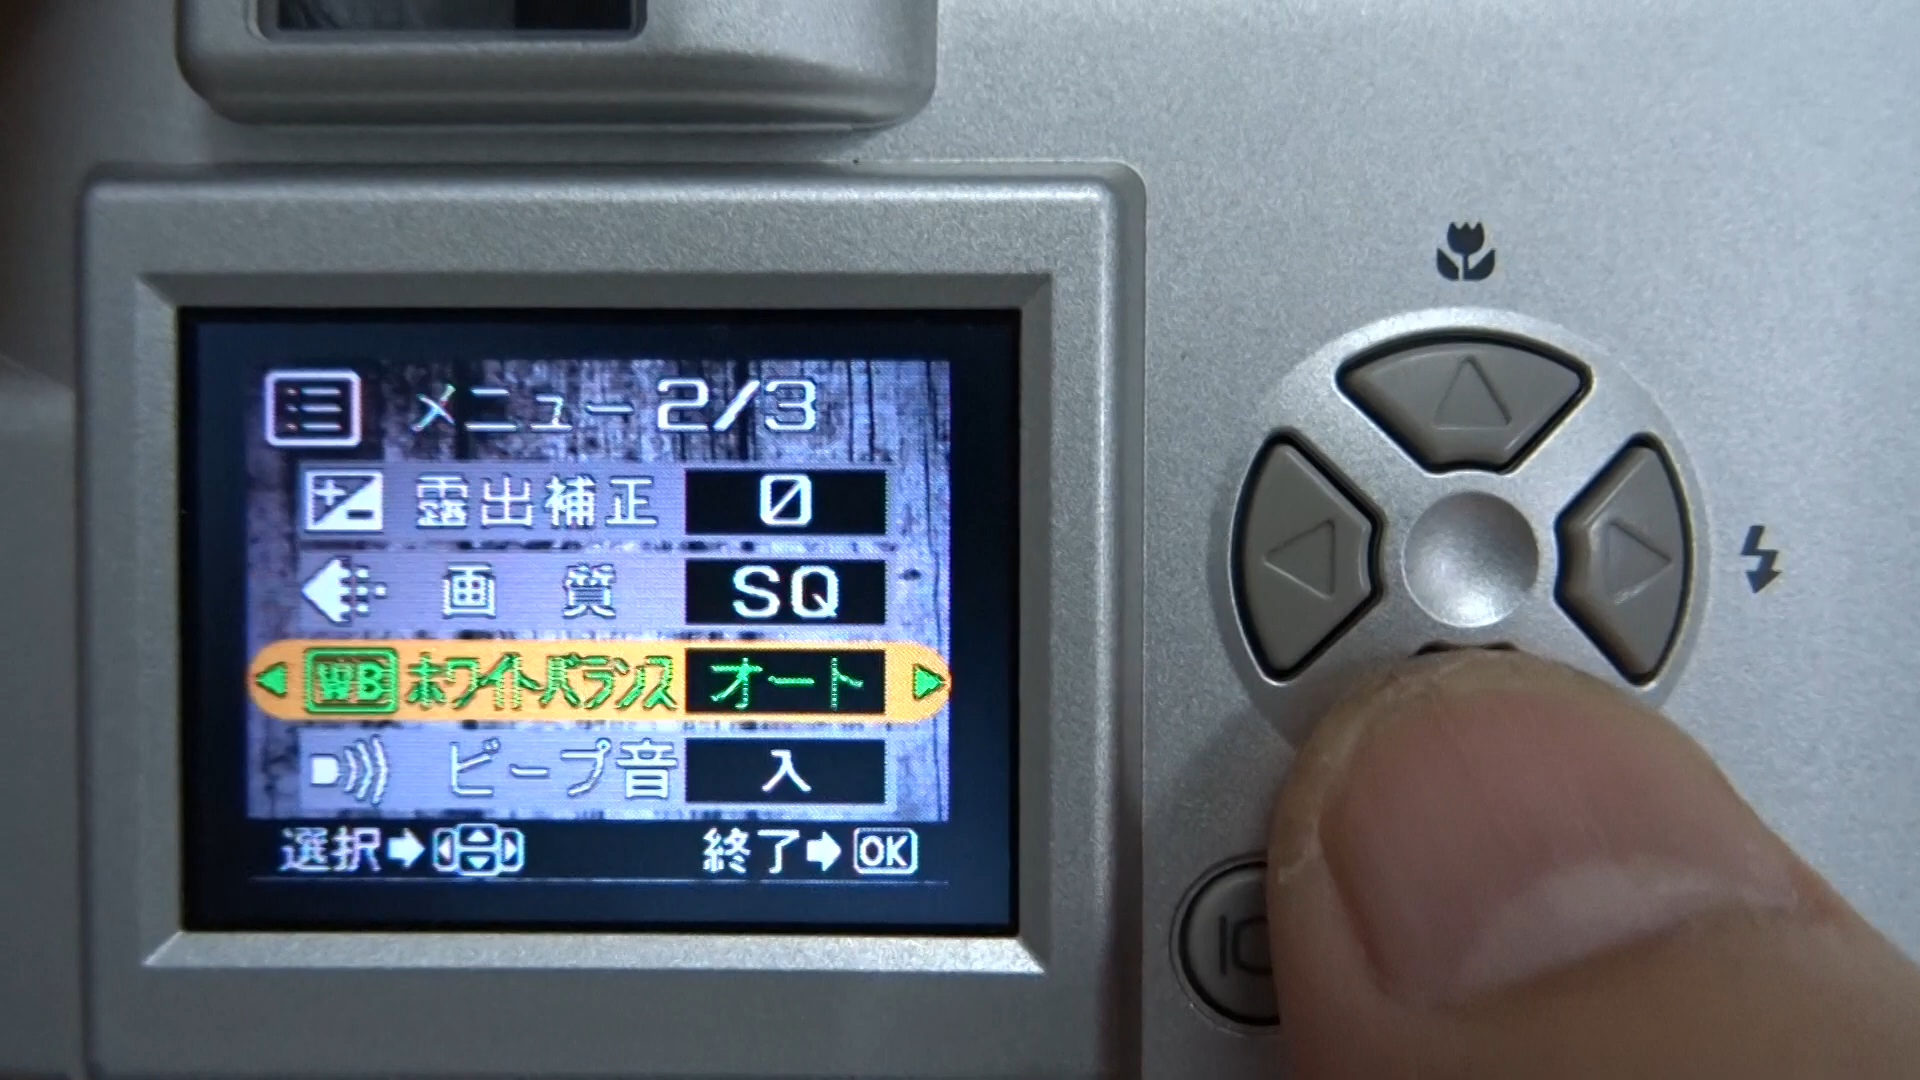 メニュー 2/3
露出補正 0
画質 SQ
WB ホワイトバランス オート
ビープ音 入
選択 終了 OK